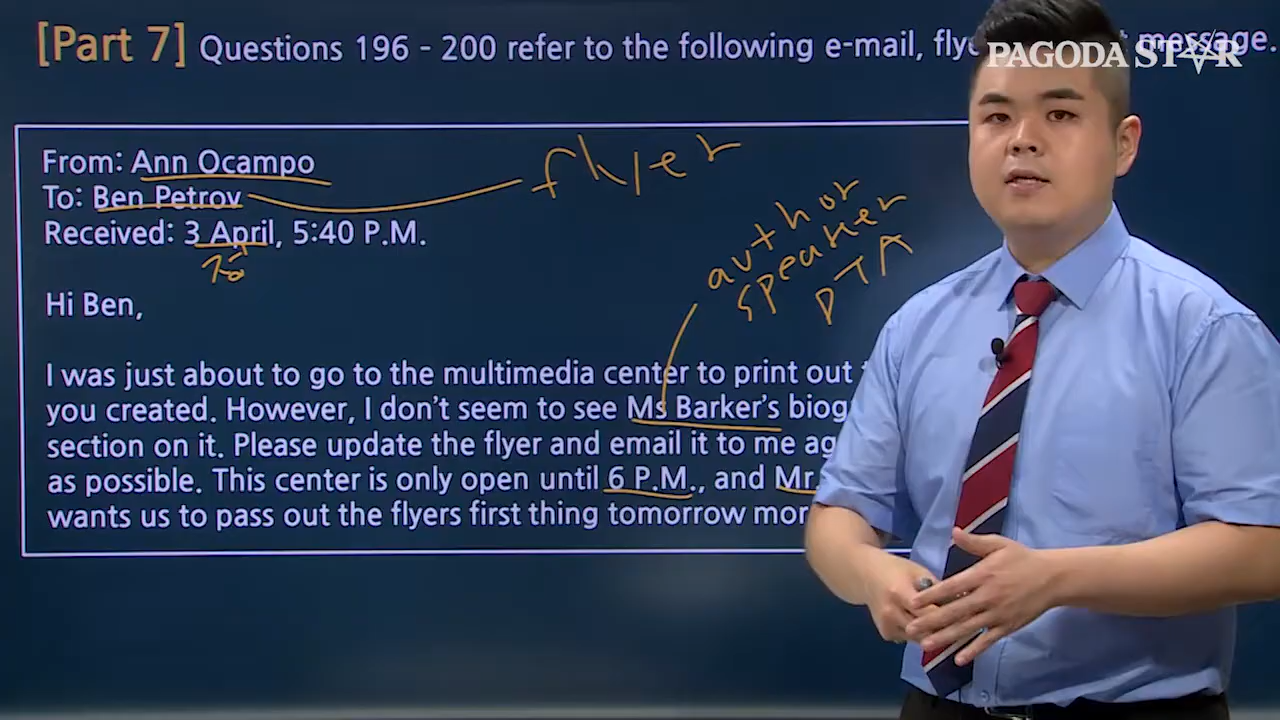 [Part 7] Questions 196 - 200 refer to the following e-mail, message.
PAGODA STAR
From: Ann Ocampo
To: Ben Petrov
flyer
Received: 3 April, 5:40 P.M.
author
speaker
PTA
Hi Ben,
I was just about to go to the multimedia center to print out
you created. However, I don't seem to see Ms Barker's
section on it. Please update the flyer and email it to me
as possible. This center is only open until 6 P.M., and Mr.
wants us to pass out the flyers first thing tomorrow